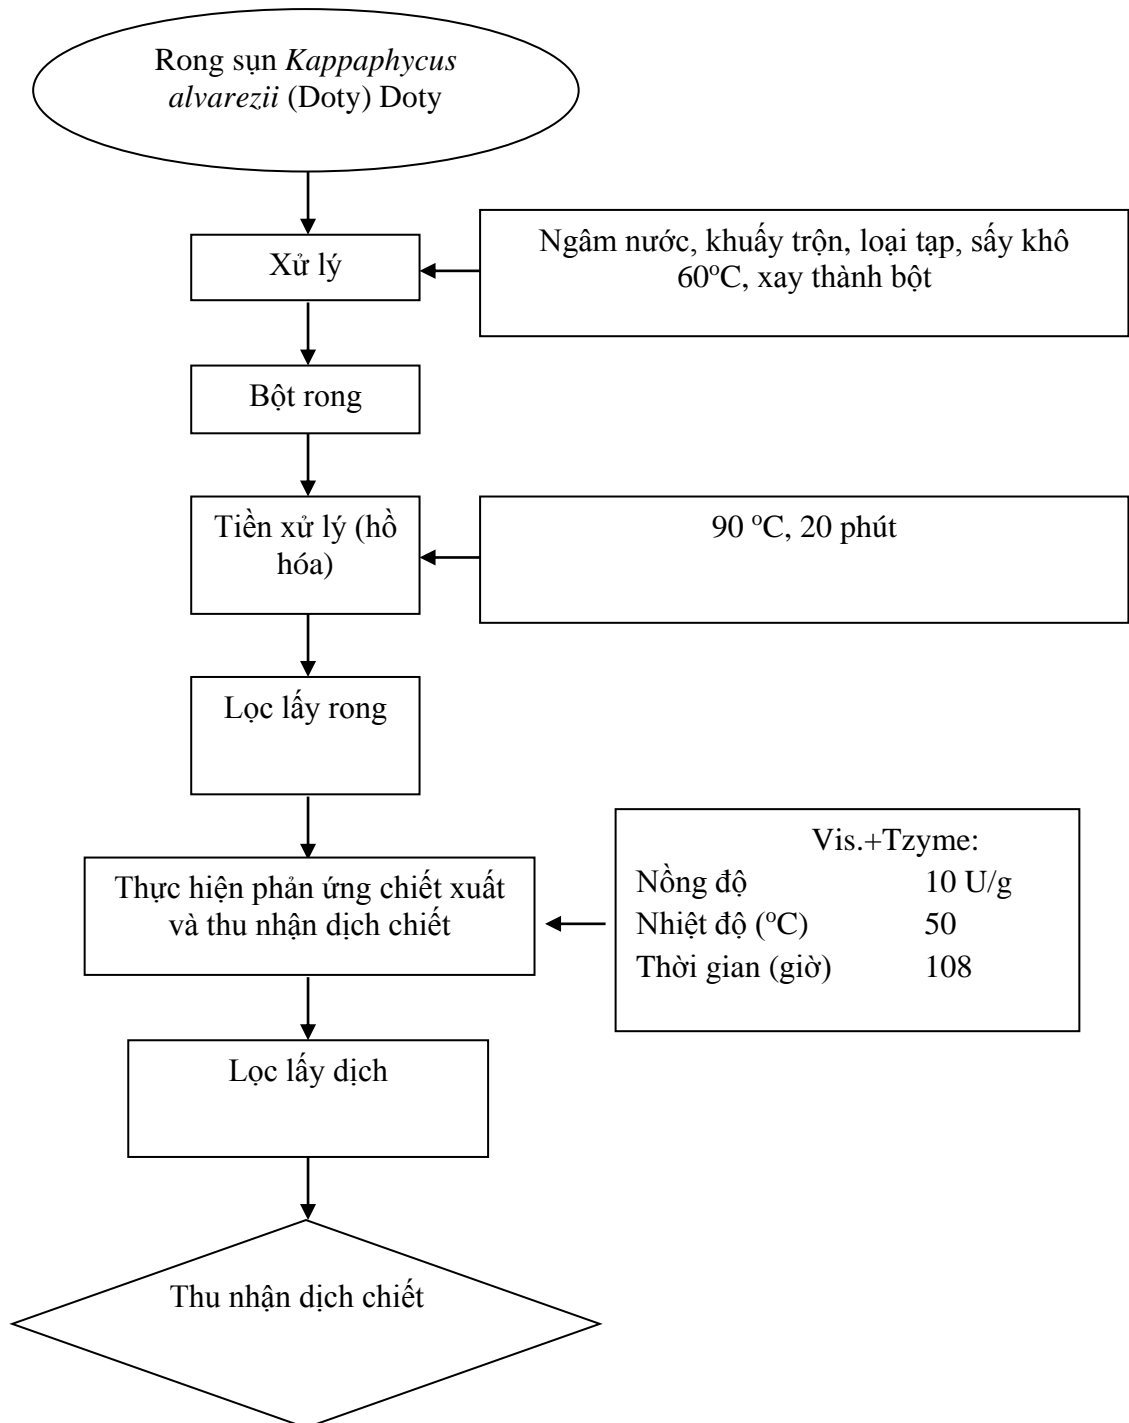 Rong sụn Kappaphycus
alvarezii (Doty) Doty
Xử lý
Ngâm nước, khuấy trộn, loại tạp, sấy khô
60°C, xay thành bột
Bột rong
Tiền xử lý (hồ
hóa)
90 °C, 20 phút
Lọc lấy rong
Thực hiện phản ứng chiết xuất
và thu nhận dịch chiết
Vis.+Tzyme:
Nồng độ 10 U/g
Nhiệt độ (°C) 50
Thời gian (giờ) 108
Lọc lấy dịch
Thu nhận dịch chiết